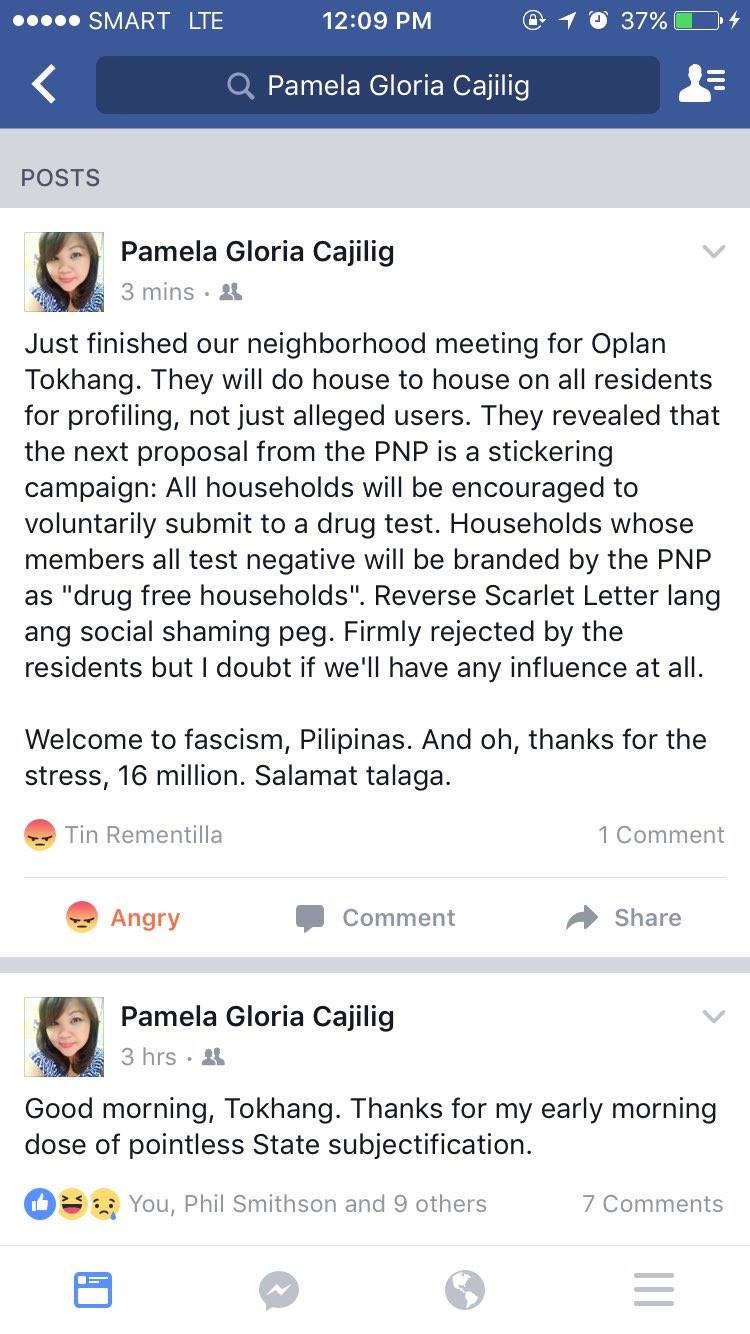 SMART LTE 12:09 PM 37%
Pamela Gloria Cajilig
POSTS
Pamela Gloria Cajilig
3 mins ·
Just finished our neighborhood meeting for Oplan
Tokhang. They will do house to house on all residents
for profiling, not just alleged users. They revealed that
the next proposal from the PNP is a stickering
campaign: All households will be encouraged to
voluntarily submit to a drug test. Households whose
members all test negative will be branded by the PNP
as "drug free households". Reverse Scarlet Letter lang
ang social shaming peg. Firmly rejected by the
residents but I doubt if we'll have any influence at all.
Welcome to fascism, Pilipinas. And oh, thanks for the
stress, 16 million. Salamat talaga.
Tin Rementilla 1 Comment
Angry Comment Share
Pamela Gloria Cajilig
3 hrs ·
Good morning, Tokhang. Thanks for my early morning
dose of pointless State subjectification.
You, Phil Smithson and 9 others 7 Comments